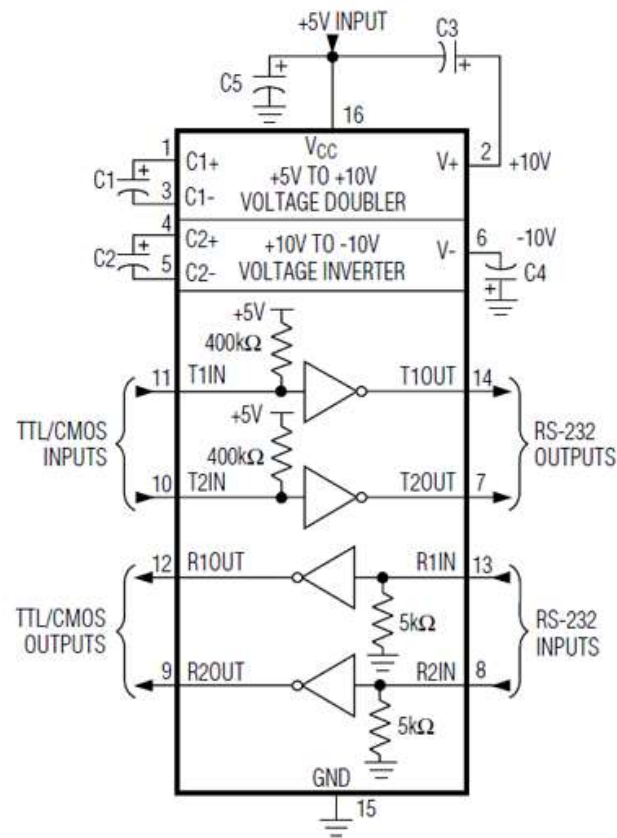 +5V INPUT
C3
+
C5
+
+
16
1
C1+
VCC
V+
2
+10V
C1
+
3
C1-
+5V TO +10V
VOLTAGE DOUBLER
4
C2+
+10V TO -10V
V-
6
-10V
C2
+
5
C2-
VOLTAGE INVERTER
C4
+
+5V
400kΩ
11
T1IN
T1OUT
14
TTL/CMOS
INPUTS
+5V
400kΩ
RS-232
OUTPUTS
10
T2IN
T2OUT
7
12
R1OUT
R1IN
13
TTL/CMOS
OUTPUTS
5kΩ
RS-232
INPUTS
9
R2OUT
R2IN
8
5kΩ
GND
15